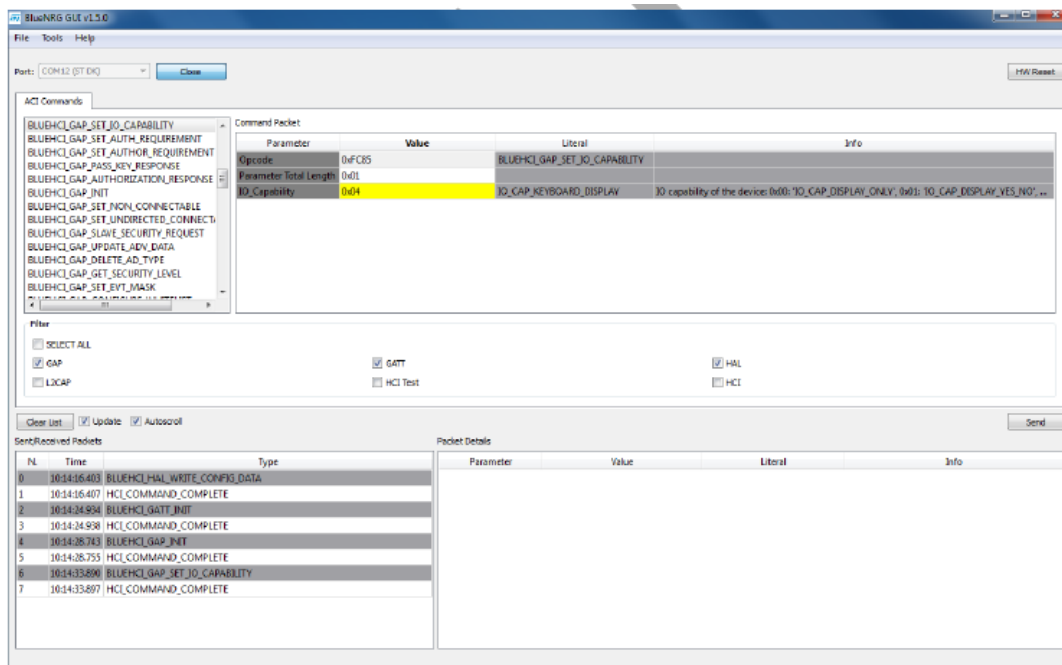 BlueNRG GUI v1.5.0
File Tools Help
Port: COM12 (ST DK) Close HW Reset
ACI Commands
BLUEHCI_GAP_SET_IO_CAPABILITY
BLUEHCI_GAP_SET_AUTH_REQUIREMENT
BLUEHCI_GAP_SET_AUTHOR_REQUIREMENT
BLUEHCI_GAP_PASS_KEY_RESPONSE
BLUEHCI_GAP_AUTHORIZATION_RESPONSE
BLUEHCI_GAP_INIT
BLUEHCI_GAP_SET_NON_CONNECTABLE
BLUEHCI_GAP_SET_UNDIRECTED_CONNECTA
BLUEHCI_GAP_SLAVE_SECURITY_REQUEST
BLUEHCI_GAP_UPDATE_ADV_DATA
BLUEHCI_GAP_DELETE_AD_TYPE
BLUEHCI_GAP_GET_SECURITY_LEVEL
BLUEHCI_GAP_SET_EVT_MASK
Command Packet
Parameter Value Literal Info
Opcode 0xFC85 BLUEHCI_GAP_SET_IO_CAPABILITY
Parameter Total Length 0x01
IO_Capability 0x04 IO_CAP_KEYBOARD_DISPLAY IO capability of the device: 0x00: 'IO_CAP_DISPLAY_ONLY', 0x01: 'IO_CAP_DISPLAY_YES_NO', ...
Filter
SELECT ALL
GAP GATT HAL
L2CAP HCI Test HCI
Clear List Update Autoscroll Send
Sent/Received Packets
N. Time Type
0 10:14:16.403 BLUEHCI_HAL_WRITE_CONFIG_DATA
1 10:14:16.407 HCI_COMMAND_COMPLETE
2 10:14:24.934 BLUEHCI_GATT_INIT
3 10:14:24.938 HCI_COMMAND_COMPLETE
4 10:14:28.743 BLUEHCI_GAP_INIT
5 10:14:28.755 HCI_COMMAND_COMPLETE
6 10:14:33.890 BLUEHCI_GAP_SET_IO_CAPABILITY
7 10:14:33.897 HCI_COMMAND_COMPLETE
Packet Details
Parameter Value Literal Info